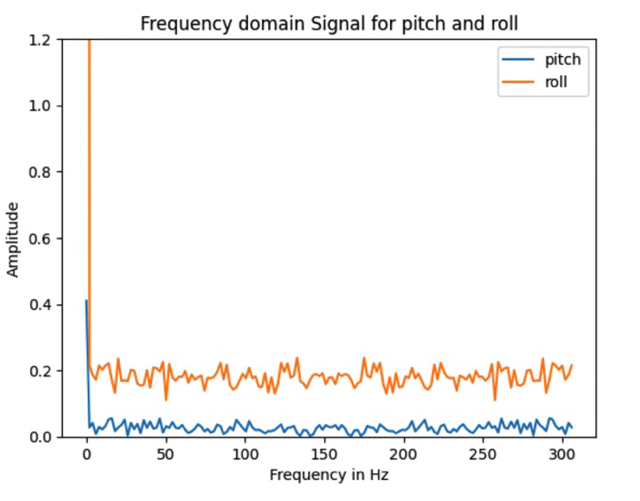 Frequency domain Signal for pitch and roll
pitch
roll
1.2
1.0
0.8
0.6
0.4
0.2
0.0
Amplitude
0 50 100 150 200 250 300
Frequency in Hz